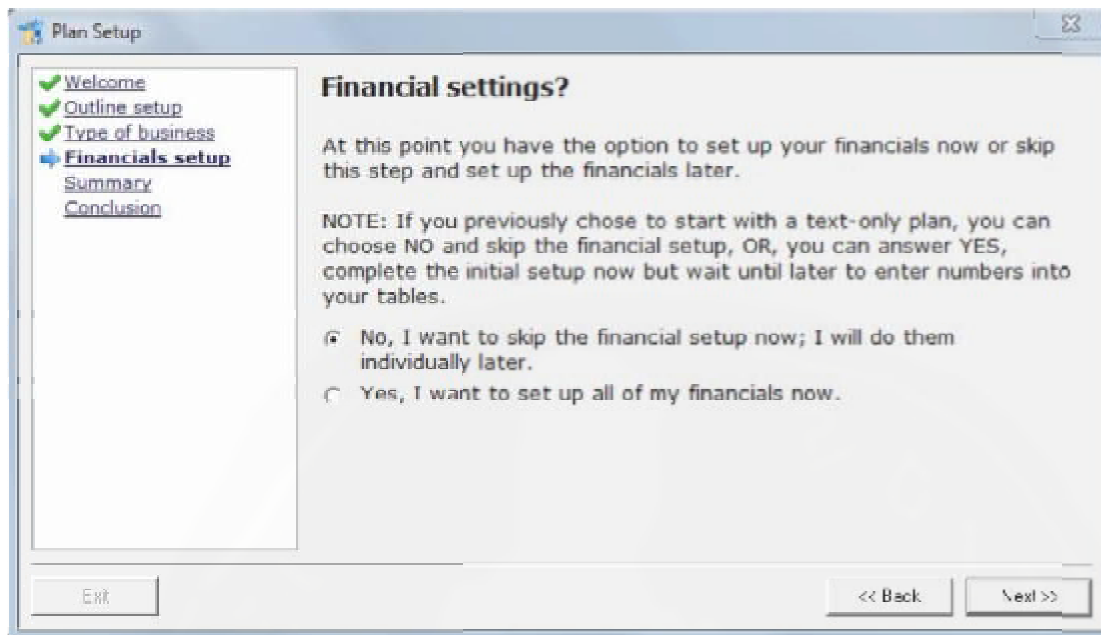 Plan Setup
Welcome
Outline setup
Type of business
Financials setup
Summary
Conclusion
Financial settings?
At this point you have the option to set up your financials now or skip
this step and set up the financials later.
NOTE: If you previously chose to start with a text-only plan, you can
choose NO and skip the financial setup, OR, you can answer YES,
complete the initial setup now but wait until later to enter numbers into
your tables.
No, I want to skip the financial setup now; I will do them
individually later.
Yes, I want to set up all of my financials now.
Exit
<< Back
Next >>